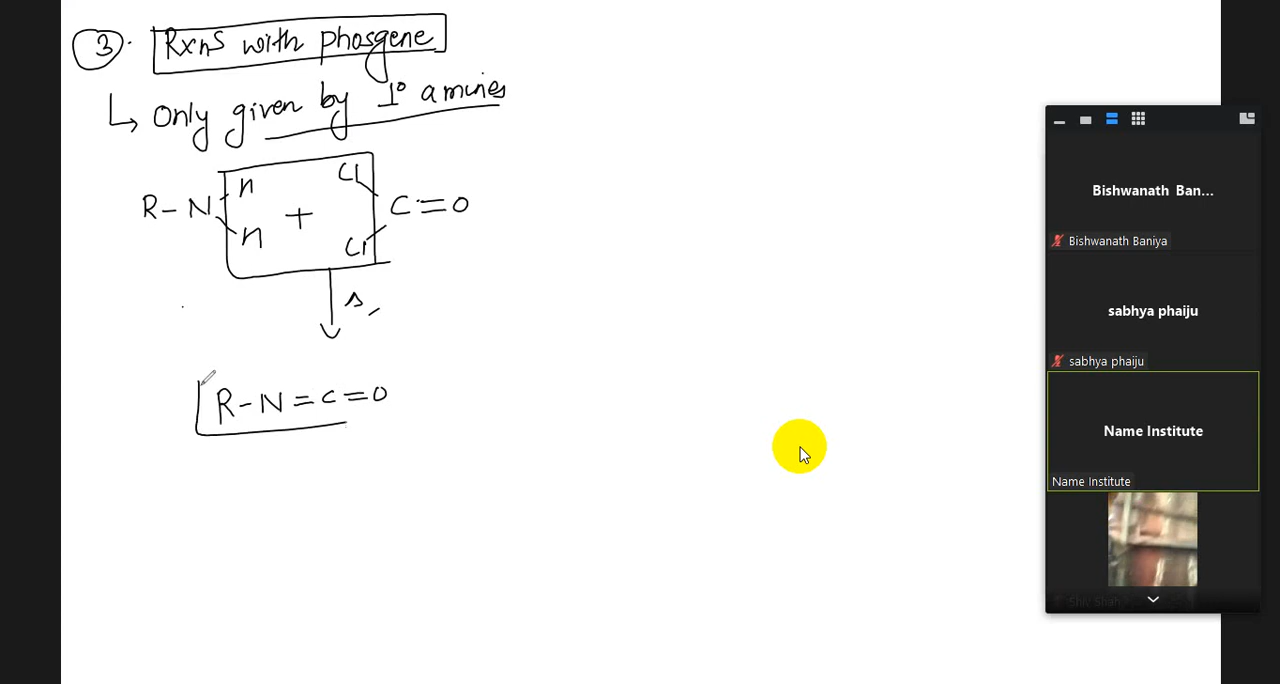 3. Rxns with phosgene
↳ Only given by 1° amines
H Cl
R-N + C=O
H Cl
Δ
R-N=C=O
Bishwanath Ban...
Bishwanath Baniya
sabhya phaiju
sabhya phaiju
Name Institute
Name Institute